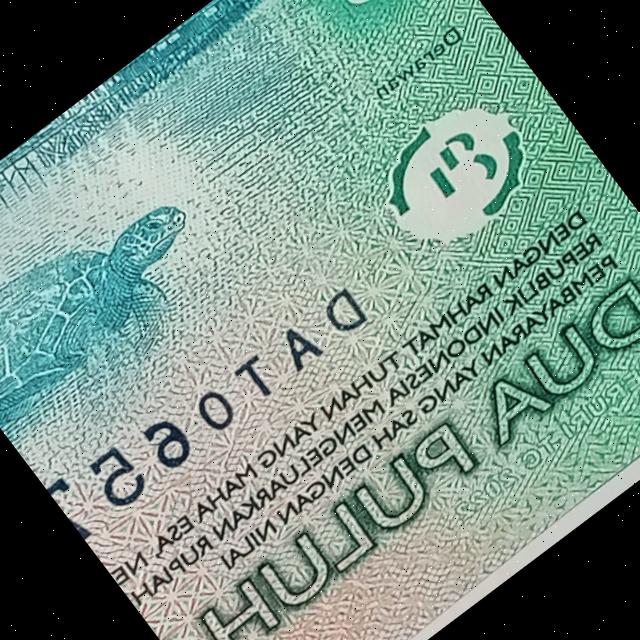 Derawan
DAT065
DENGAN RAHMAT TUHAN YANG MAHA ESA, NE
REPUBLIK INDONESIA MENGELUARKAN RUPIAH
PEMBAYARAN YANG SAH DENGAN NILAI
DUA PULUH